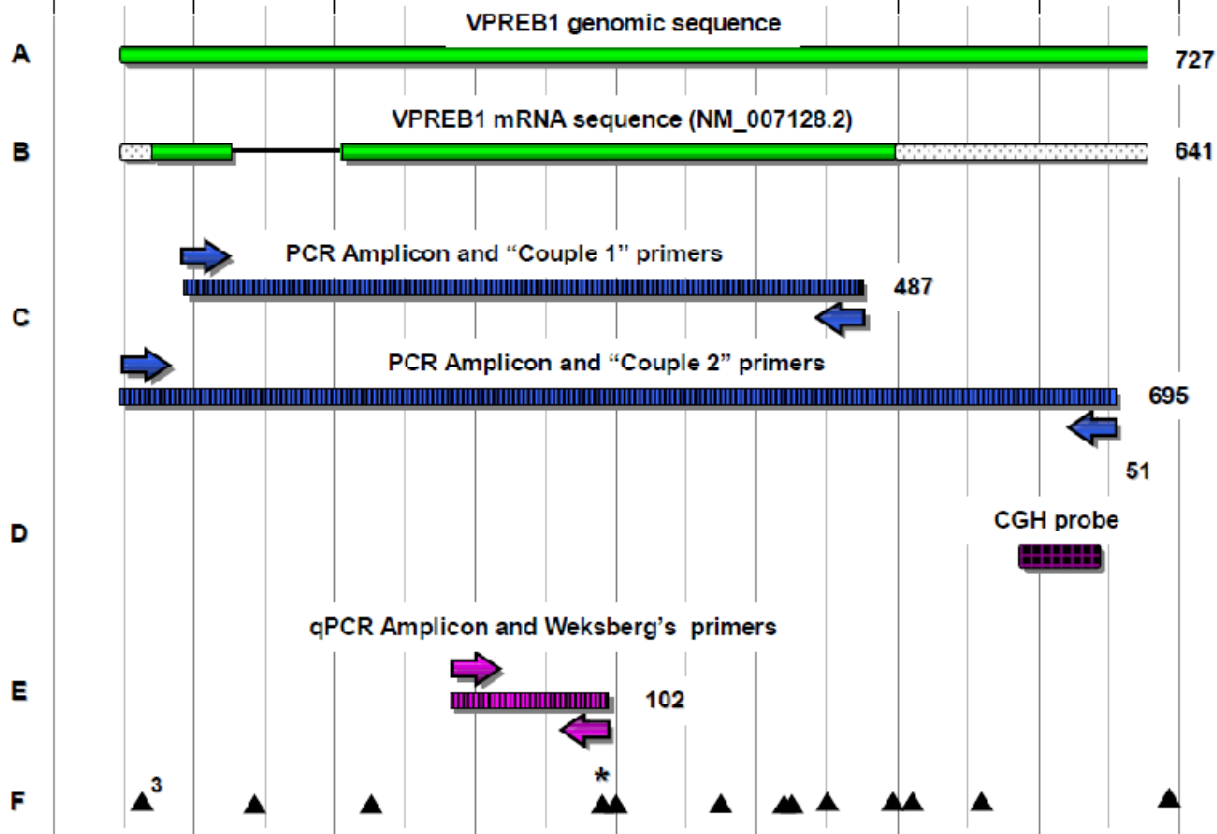 VPREB1 genomic sequence
A
727
VPREB1 mRNA sequence (NM_007128.2)
B
641
PCR Amplicon and “Couple 1” primers
487
C
PCR Amplicon and “Couple 2” primers
695
51
CGH probe
D
qPCR Amplicon and Weksberg’s primers
E
102
*
3
F